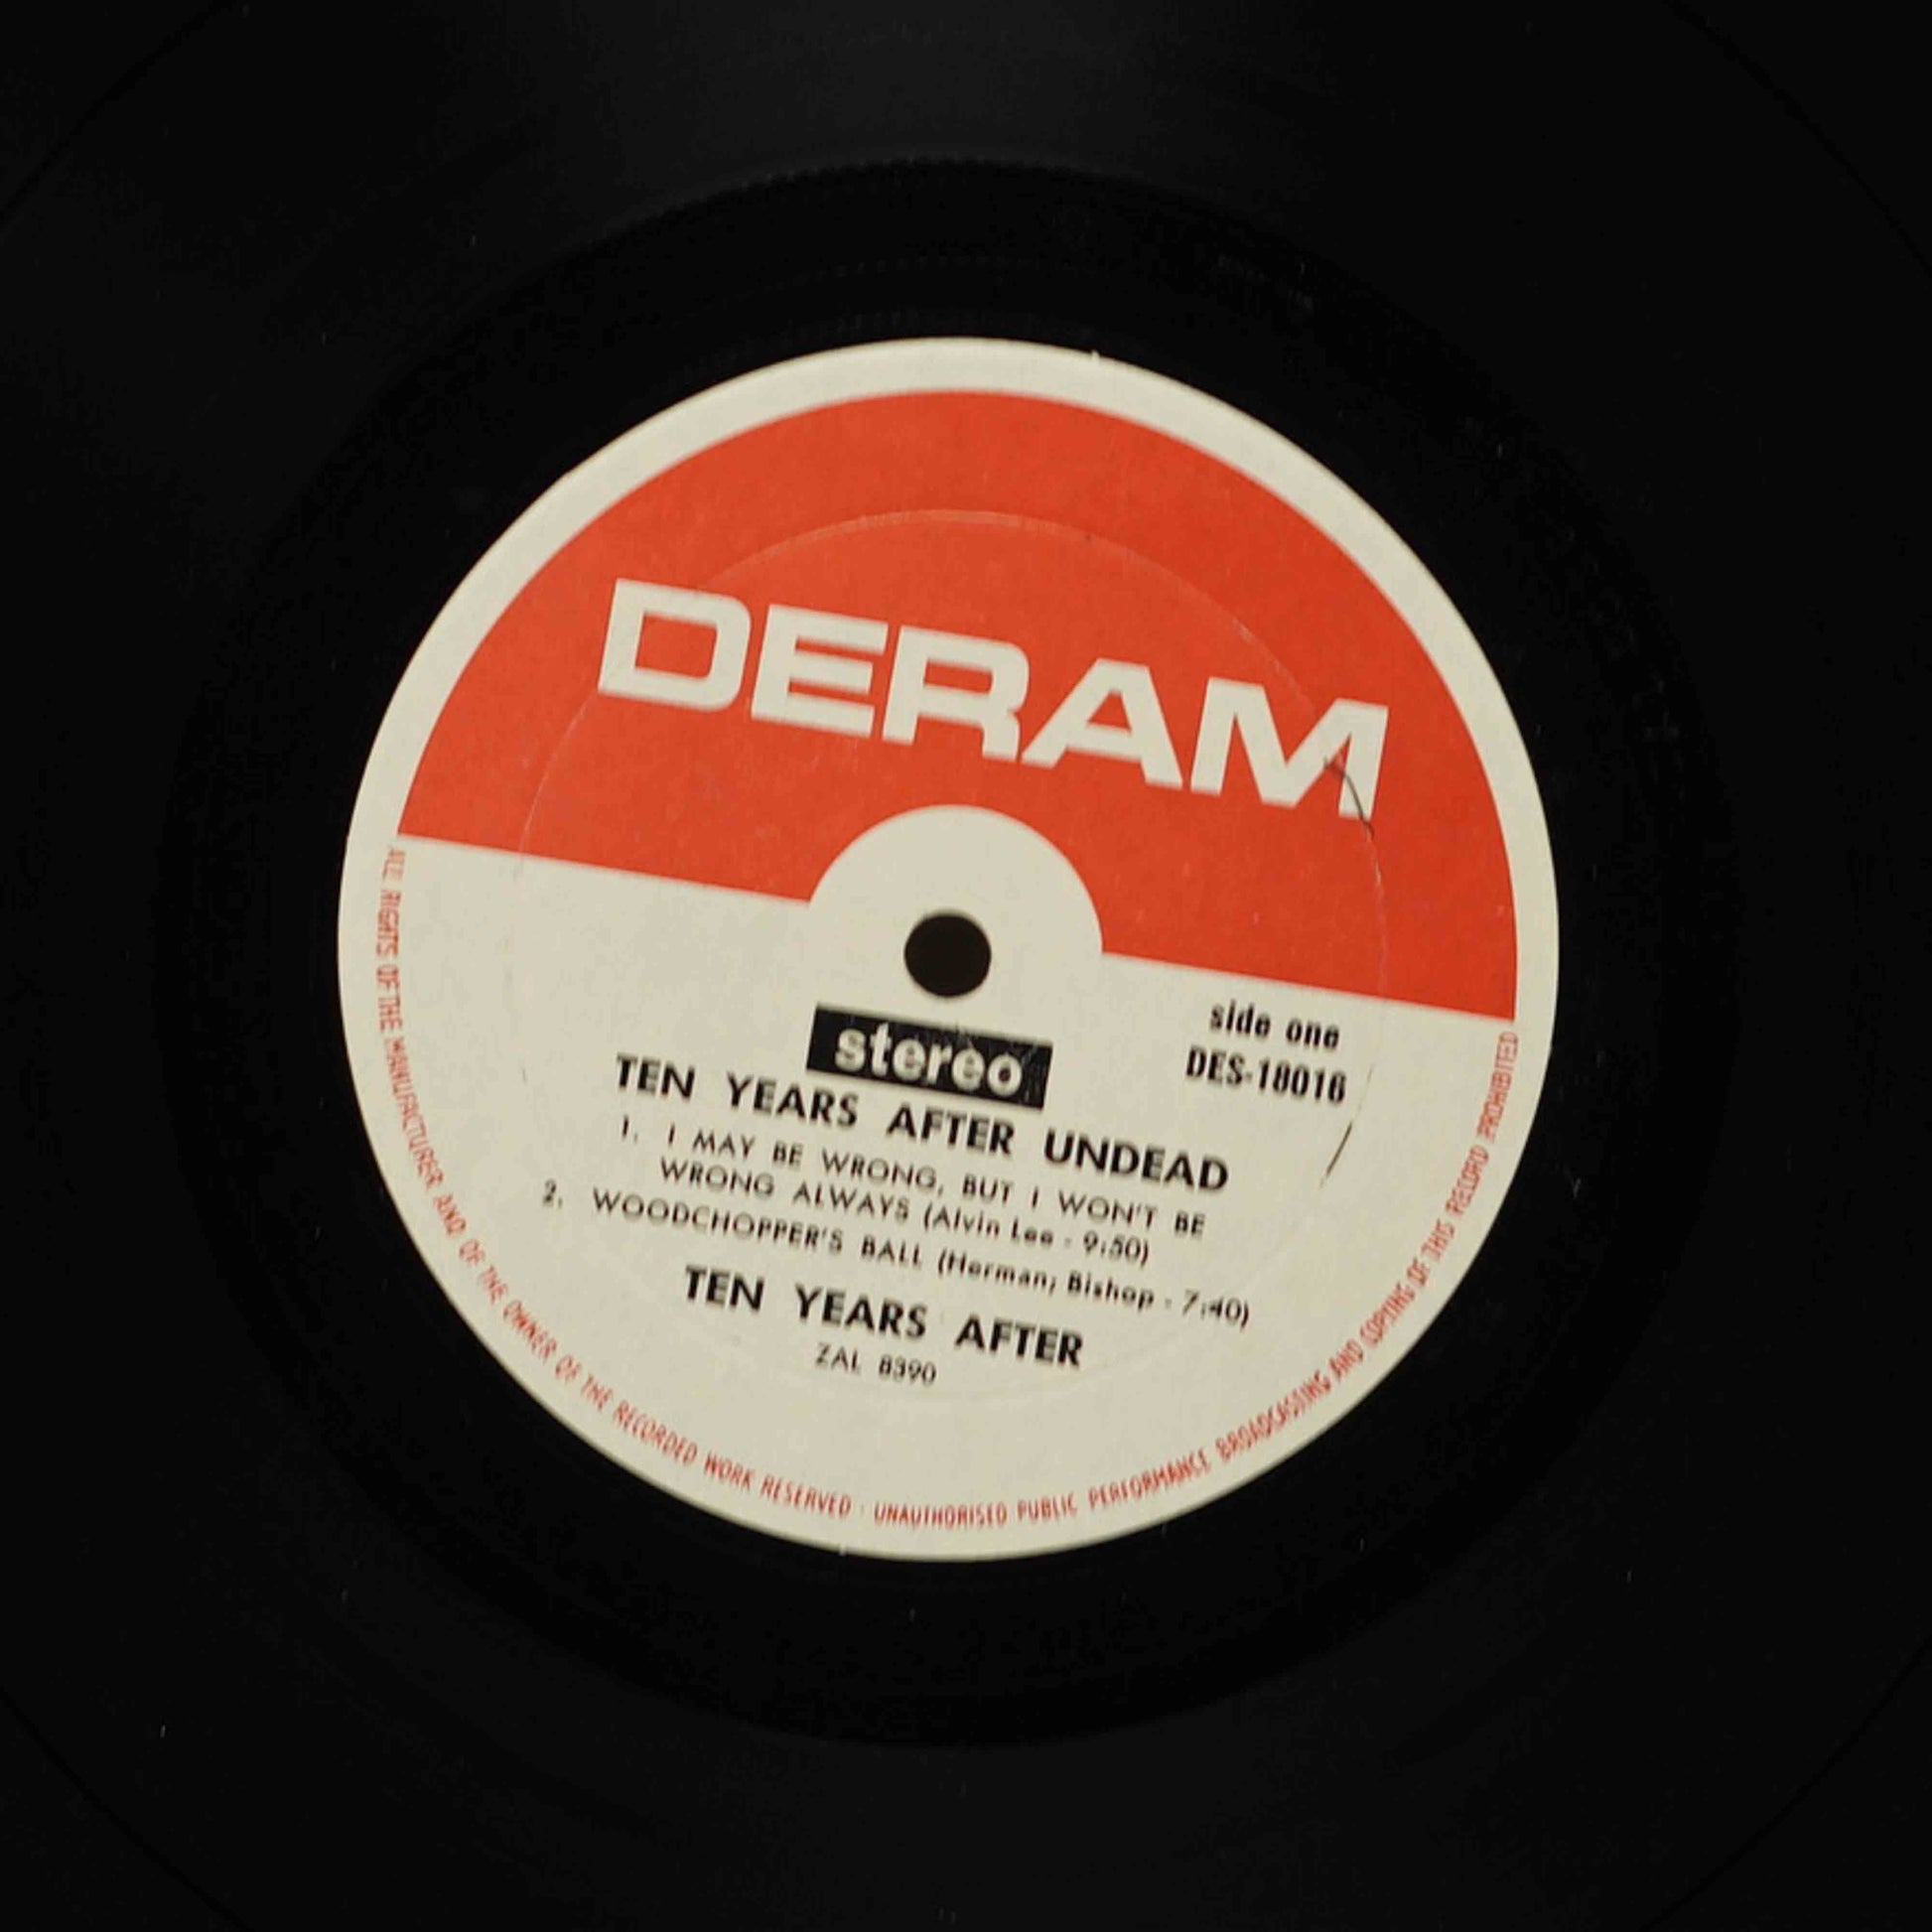 DERAM
stereo
side one
DES-18016
TEN YEARS AFTER UNDEAD
1. I MAY BE WRONG, BUT I WON'T BE
WRONG ALWAYS (Alvin Lee - 9:50)
2. WOODCHOPPER'S BALL (Herman; Bishop - 7:40)
TEN YEARS AFTER
ZAL 8390
ALL RIGHTS OF THE MANUFACTURER AND OF THE OWNER OF THE RECORDED WORK RESERVED · UNAUTHORISED PUBLIC PERFORMANCE BROADCASTING AND COPYING OF THIS RECORD PROHIBITED